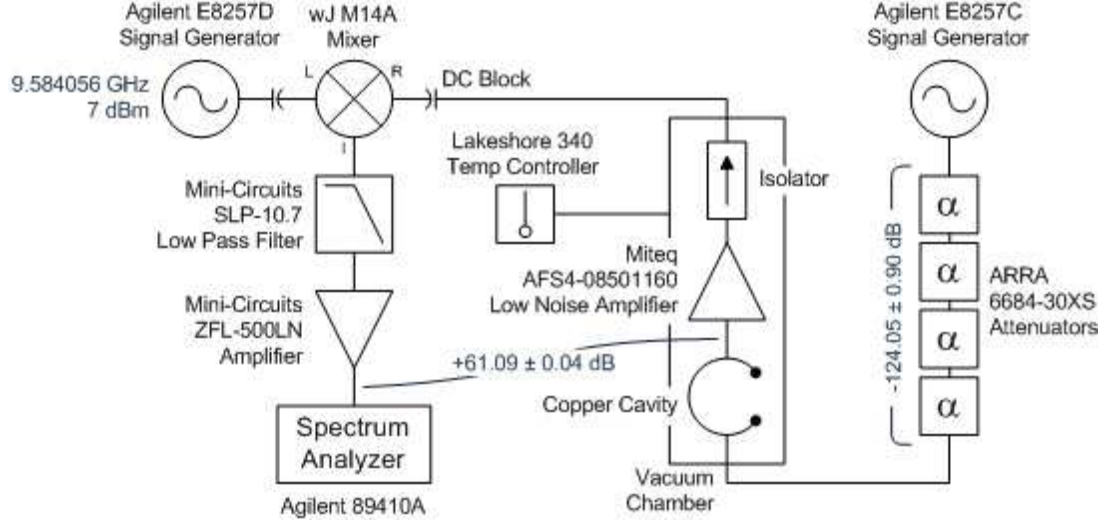 Agilent E8257D
Signal Generator
wJ M14A
Mixer
Agilent E8257C
Signal Generator
9.584056 GHz
7 dBm
L
R
I
DC Block
Lakeshore 340
Temp Controller
Isolator
Mini-Circuits
SLP-10.7
Low Pass Filter
Miteq
AFS4-08501160
Low Noise Amplifier
Mini-Circuits
ZFL-500LN
Amplifier
+61.09 ± 0.04 dB
Copper Cavity
Spectrum
Analyzer
Agilent 89410A
Vacuum
Chamber
-124.05 ± 0.90 dB
α
α
α
α
ARRA
6684-30XS
Attenuators